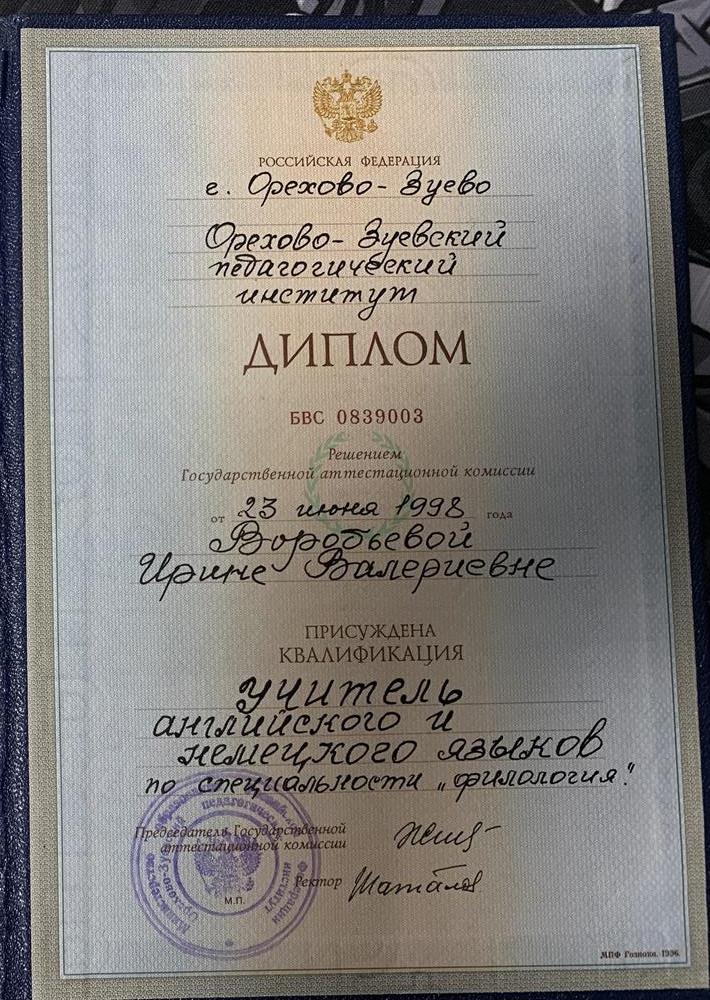 РОССИЙСКАЯ ФЕДЕРАЦИЯ
г. Орехово-Зуево
Орехово-Зуевский
педагогический
институт
ДИПЛОМ
БВС 0839003
Решением
Государственной аттестационной комиссии
от 23 июня 1998 года
Воробьевой
Ирине Валериевне
ПРИСУЖДЕНА
КВАЛИФИКАЦИЯ
учитель
английского и
немецкого языков
по специальности „филология".
Председатель Государственной
аттестационной комиссии
Ректор
М.П.
МПФ Гознака. 1996.